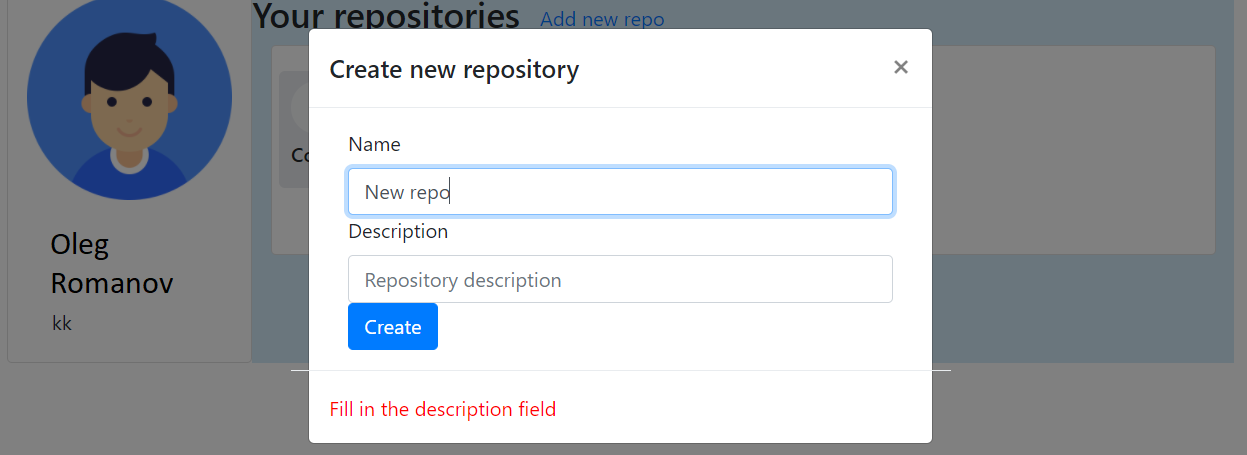 Your repositories Add new repo
Create new repository ×
Name
New repo
Description
Repository description
Create
Fill in the description field
Oleg
Romanov
kk